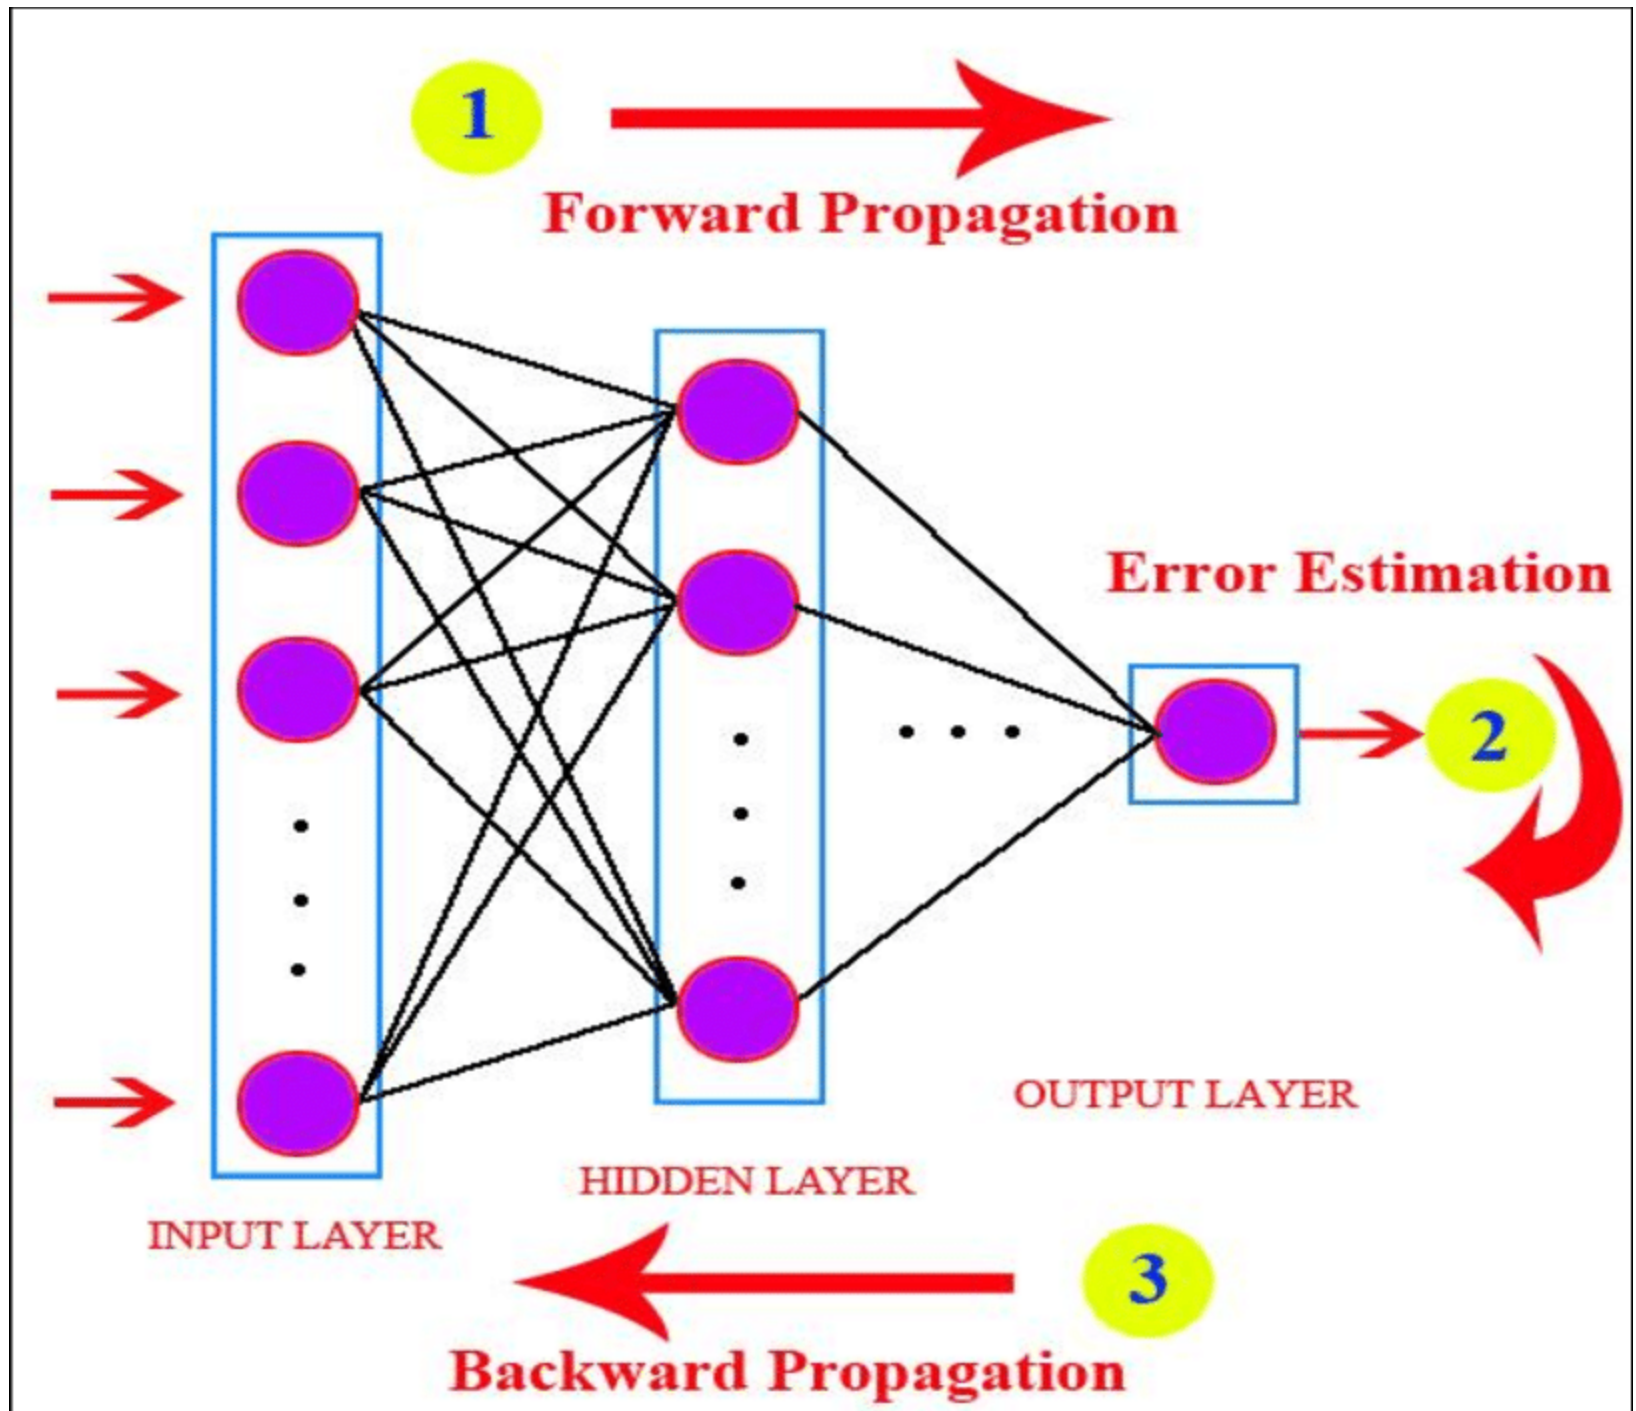 1
Forward Propagation
Error Estimation
2
OUTPUT LAYER
HIDDEN LAYER
INPUT LAYER
3
Backward Propagation